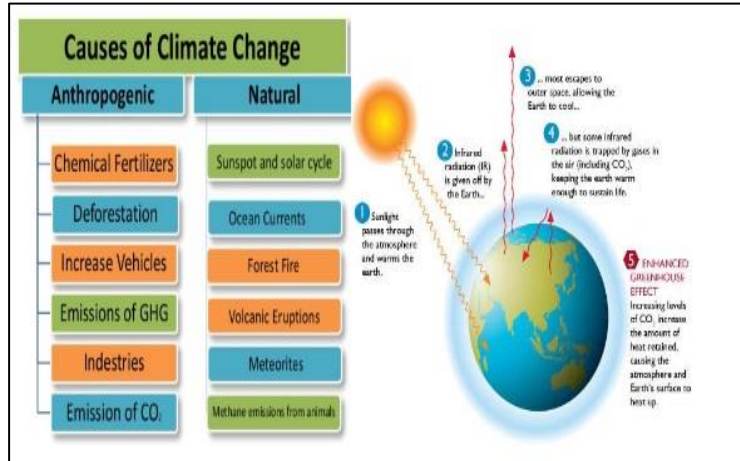 Causes of Climate Change
Anthropogenic
Chemical Fertilizers
Deforestation
Increase Vehicles
Emissions of GHG
Indestries
Emission of CO₂
Natural
Sunspot and solar cycle
Ocean Currents
Forest Fire
Volcanic Eruptions
Meteorites
Methane emissions from animals
1 Sunlight
passes through
the atmosphere
and warms the
earth.
2 Infrared
radiation (IR)
is given off by
the Earth...
3 ... most escapes to
outer space, allowing the
Earth to cool...
4 ... but some infrared
radiation is trapped by gases in
the air (including CO₂),
keeping the earth warm
enough to sustain life.
5 ENHANCED
GREENHOUSE
EFFECT
Increasing levels
of CO₂ increase
the amount of
heat retained,
causing the
atmosphere and
Earth's surface to
heat up.